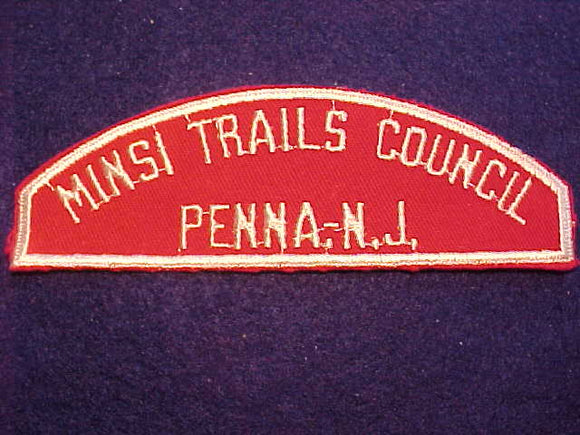 MINSI TRAILS COUNCIL
PENNA.-N.J.